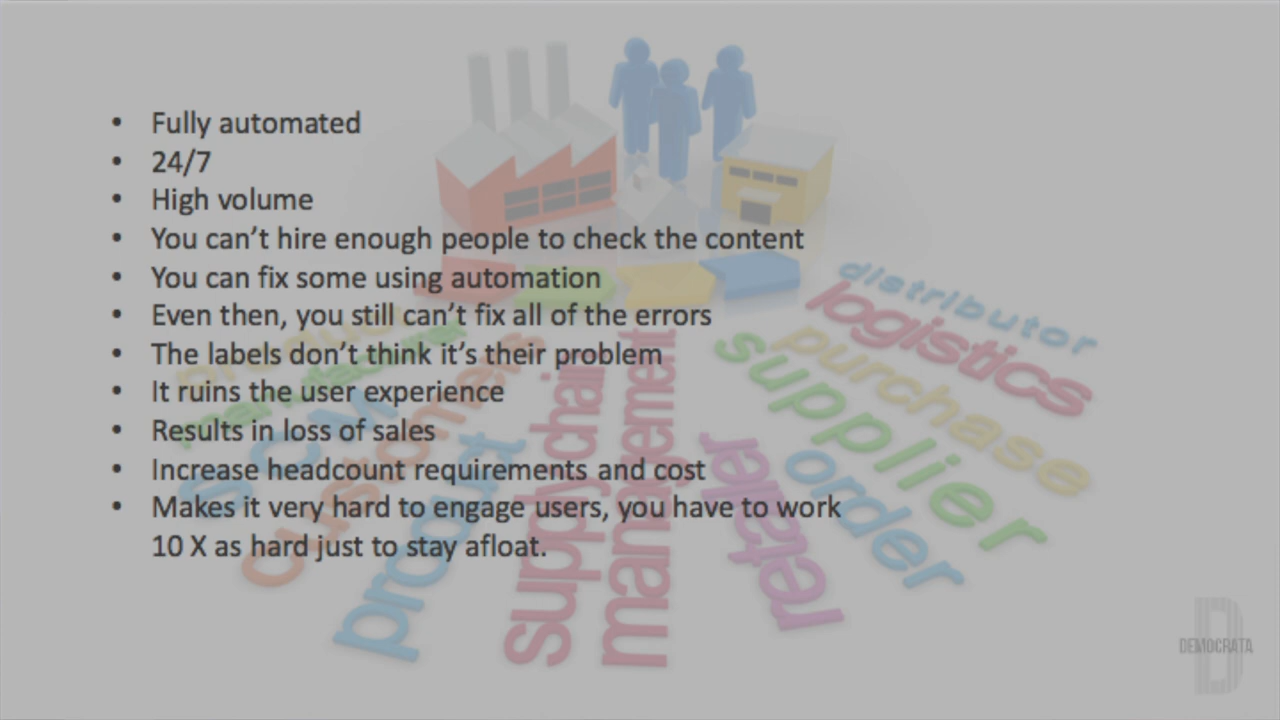 • Fully automated
• 24/7
• High volume
• You can’t hire enough people to check the content
• You can fix some using automation
• Even then, you still can’t fix all of the errors
• The labels don’t think it’s their problem
• It ruins the user experience
• Results in loss of sales
• Increase headcount requirements and cost
• Makes it very hard to engage users, you have to work
10 X as hard just to stay afloat.
customers
product
supply chain
management
retailer
order
supplier
purchase
logistics
distributor
DEMOCRATA